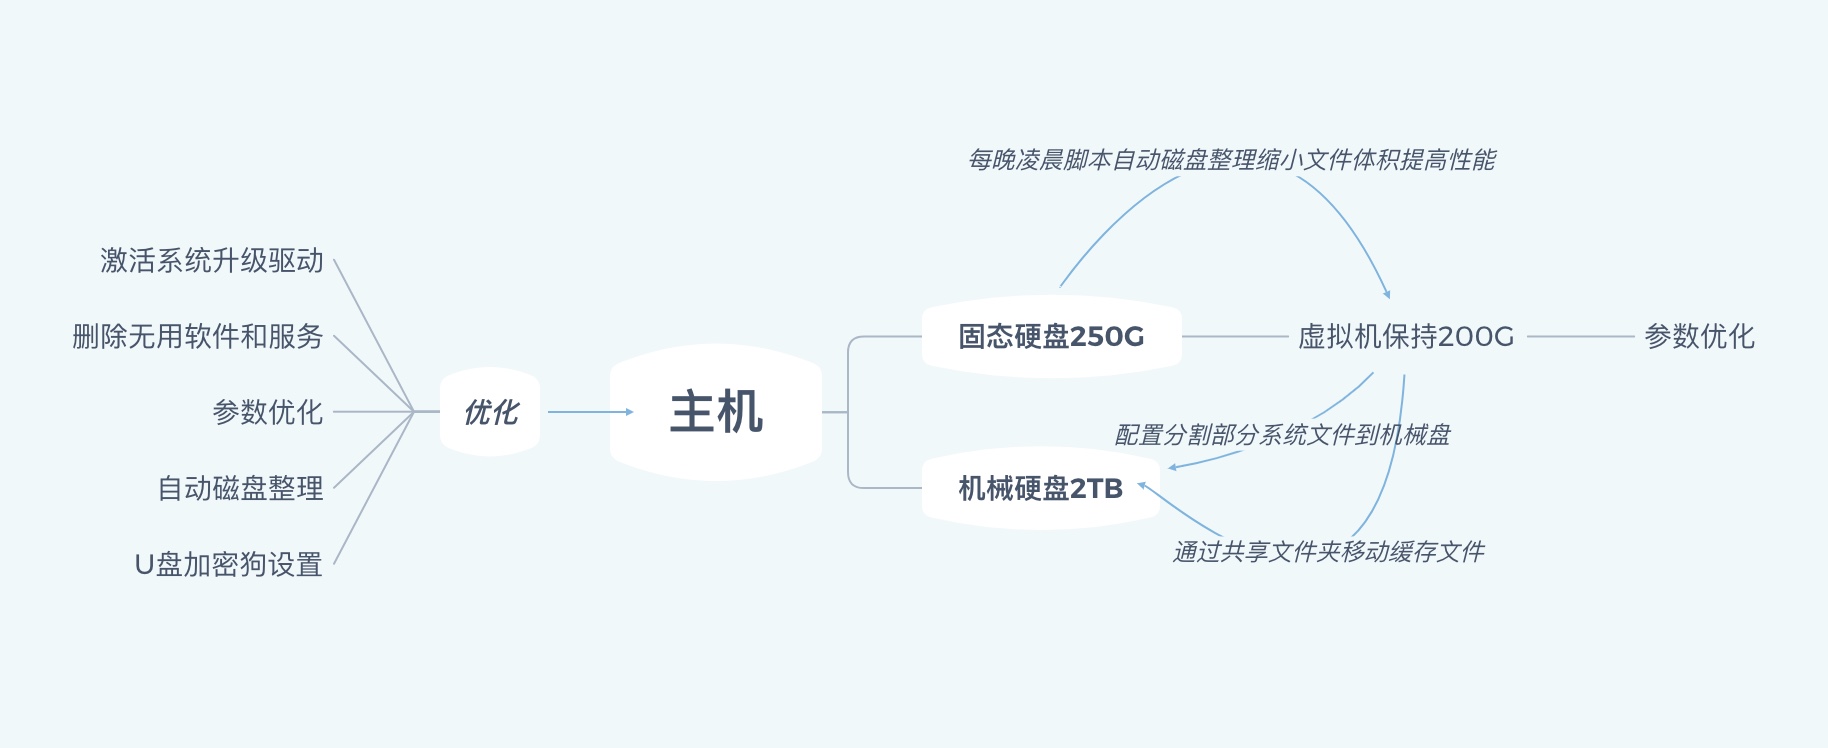 每晚凌晨脚本自动磁盘整理缩小文件体积提高性能
激活系统升级驱动
删除无用软件和服务
参数优化
自动磁盘整理
U盘加密狗设置
优化
主机
固态硬盘250G
虚拟机保持200G
参数优化
配置分割部分系统文件到机械盘
机械硬盘2TB
通过共享文件夹移动缓存文件